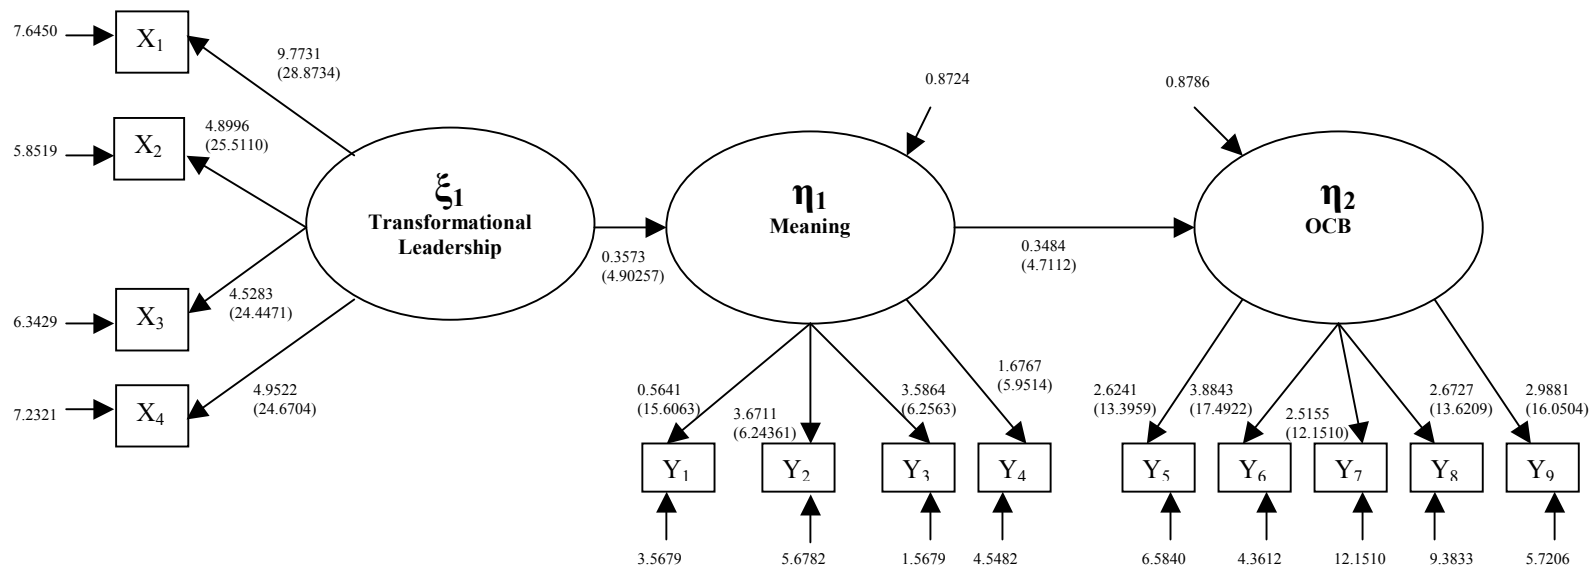 7.6450
X1
9.7731
(28.8734)
0.8724
0.8786
4.8996
(25.5110)
5.8519
X2
ξ1
Transformational
Leadership
η1
Meaning
η2
OCB
0.3573
(4.90257)
0.3484
(4.7112)
4.5283
(24.4471)
6.3429
X3
4.9522
(24.6704)
7.2321
X4
0.5641
(15.6063)
3.6711
(6.24361)
3.5864
(6.2563)
1.6767
(5.9514)
2.6241
(13.3959)
3.8843
(17.4922)
2.5155
(12.1510)
2.6727
(13.6209)
2.9881
(16.0504)
Y1
Y2
Y3
Y4
Y5
Y6
Y7
Y8
Y9
3.5679
5.6782
1.5679
4.5482
6.5840
4.3612
12.1510
9.3833
5.7206